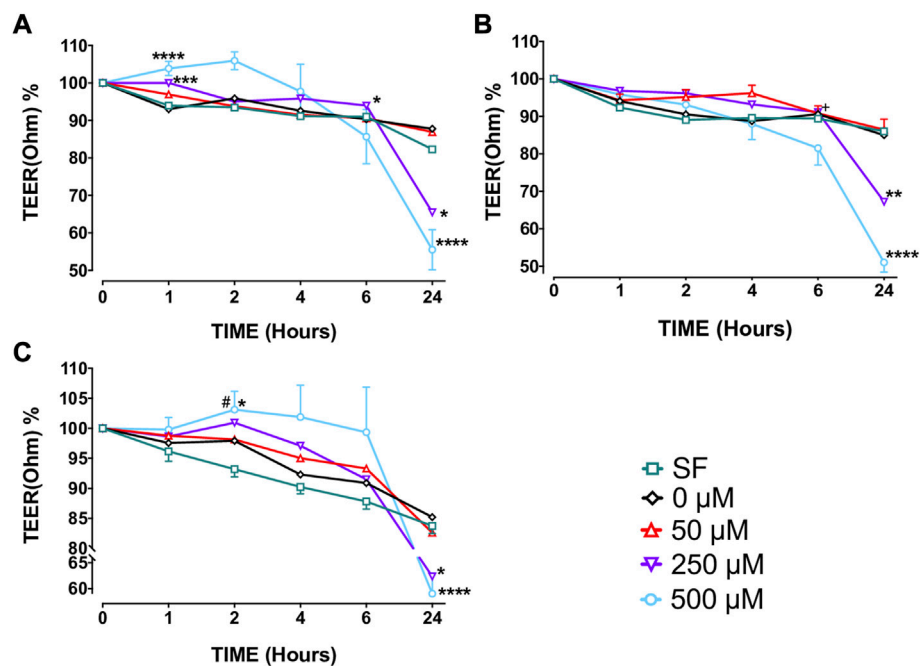 A
110
100
90
80
70
60
50
TEER(Ohm) %
****
***
*
*
****
0 1 2 4 6 24
TIME (Hours)
B
110
100
90
80
70
60
50
TEER(Ohm) %
+
**
****
0 1 2 4 6 24
TIME (Hours)
C
110
105
100
95
90
85
80
65
60
TEER(Ohm) %
# *
*
****
0 1 2 4 6 24
TIME (Hours)
SF
0 µM
50 µM
250 µM
500 µM